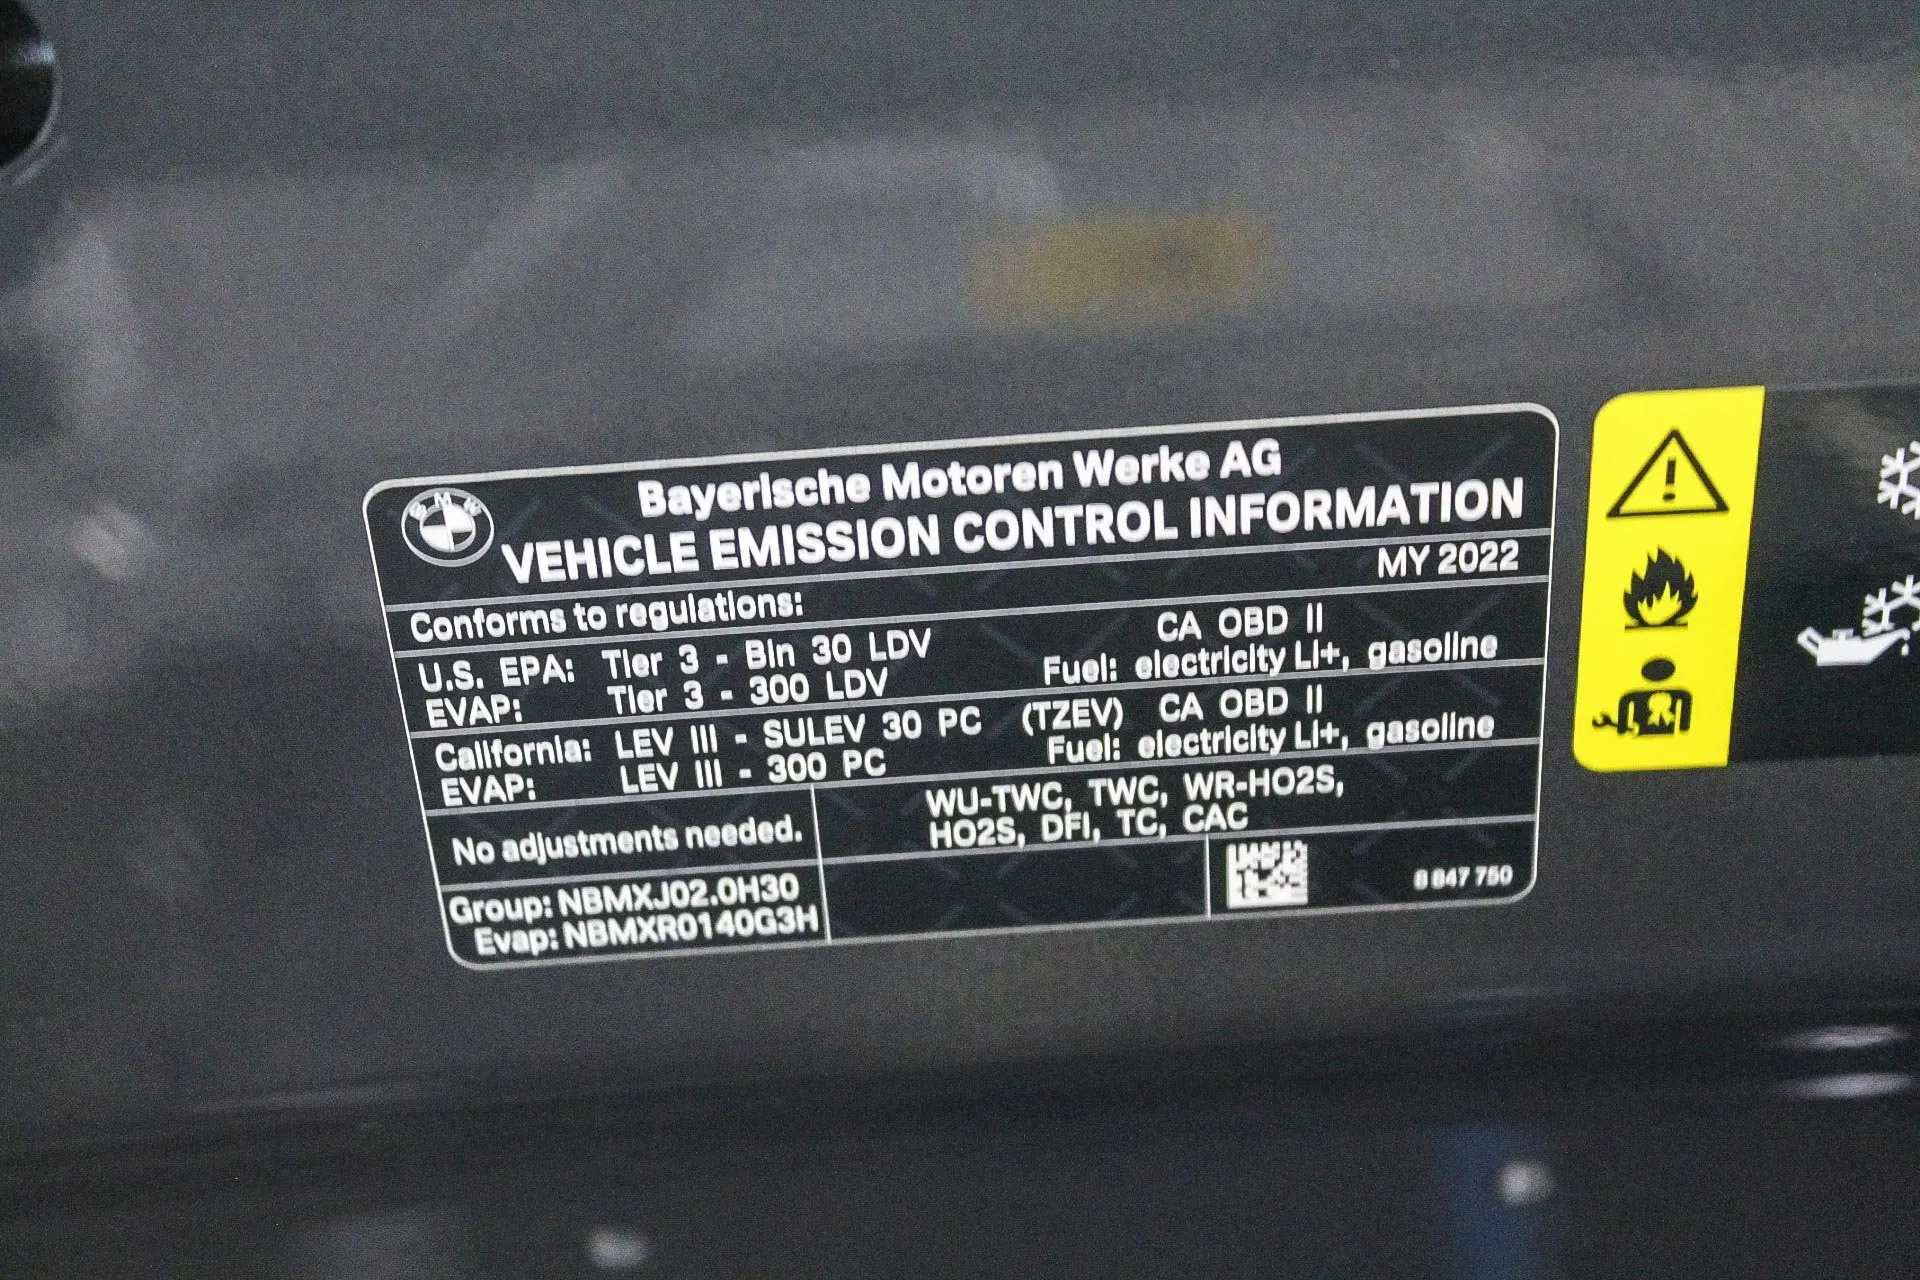 BMW
Bayerische Motoren Werke AG
VEHICLE EMISSION CONTROL INFORMATION
MY 2022
Conforms to regulations:
U.S. EPA: Tier 3 - Bin 30 LDV CA OBD II
EVAP: Tier 3 - 300 LDV Fuel: electricity Li+, gasoline
California: LEV III - SULEV 30 PC (TZEV) CA OBD II
EVAP: LEV III - 300 PC Fuel: electricity Li+, gasoline
No adjustments needed.
WU-TWC, TWC, WR-HO2S,
HO2S, DFI, TC, CAC
Group: NBMXJ02.0H30
Evap: NBMXR0140G3H
8 847 750